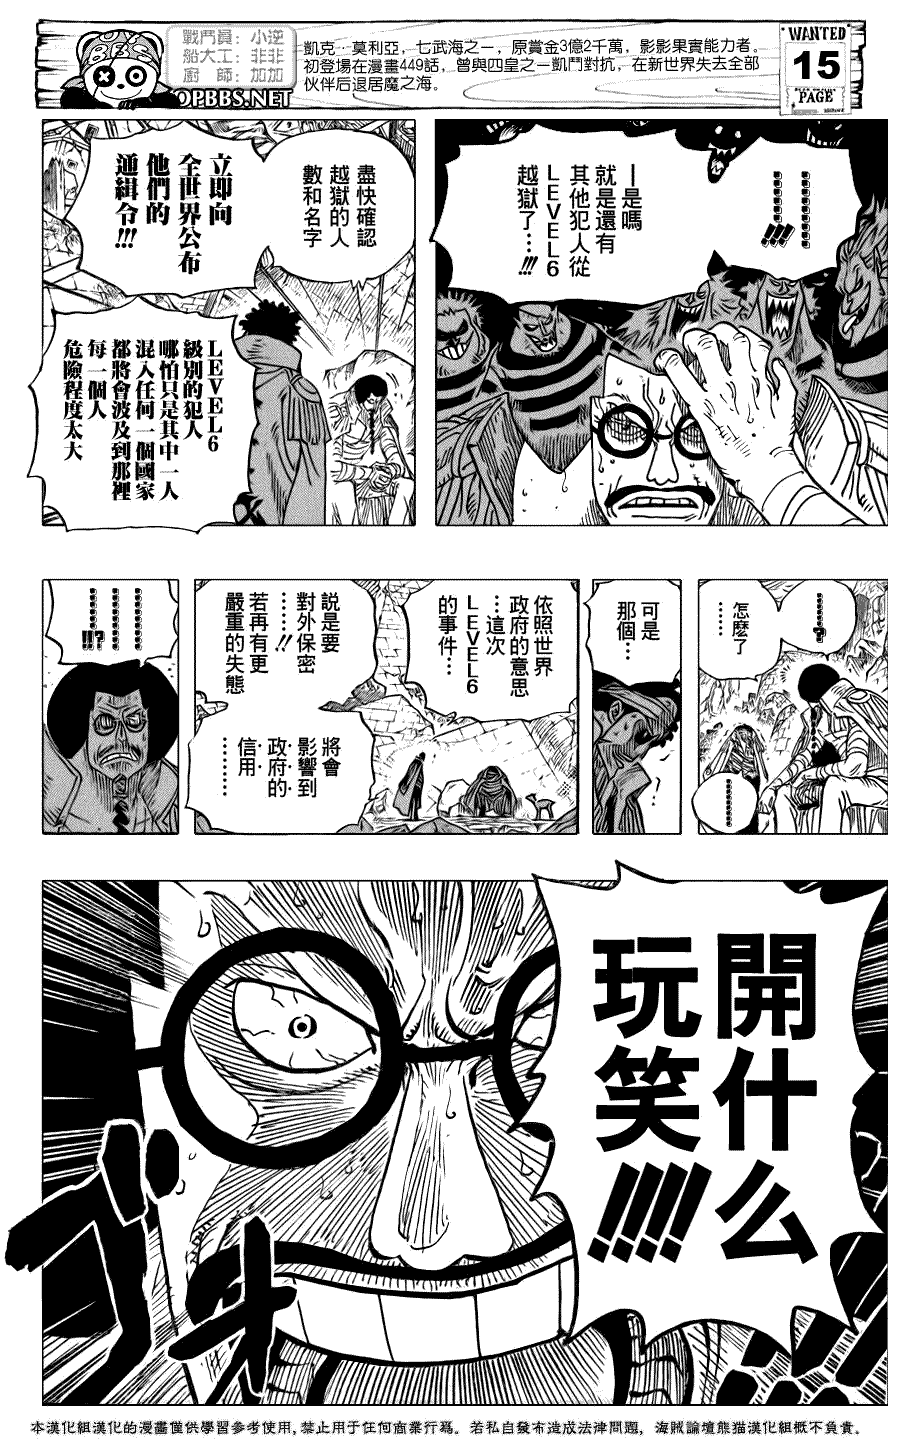 戰鬥員：小逆
船大工：非非
廚　師：加加
OPBBS.NET
凱克·莫利亞，七武海之一，原賞金3億2千萬，影影果實能力者。
初登場在漫畫449話，曾與四皇之一凱鬥對抗，在新世界失去全部
伙伴后退居魔之海。
WANTED
15
PAGE
…………
…………!!!
—是嗎
就是還有
其他犯人從
LEVEL6
越獄了…!!!
盡快確認
越獄的人
數和名字
立即向
全世界公布
他們的
通緝令!!!
LEVEL6
級別的犯人
哪怕只是其中一人
混入任何一個國家
都將會波及到那裡
每一個人
危險程度太大
…………?
怎麽了
……
…………
可是
那個…
依照世界
政府的意思
…這次
LEVEL6
的事件…
說是要
對外保密
……!!
若再有更
嚴重的失態
將會
影響到
政府的
信用
………
…………
…………
…………!!?
開什么
玩笑!!!!
ゴオ
本漢化組漢化的漫畫僅供學習參考使用,禁止用于任何商業行爲。若私自發布造成法律問題，海賊論壇熊猫漢化組概不負責。